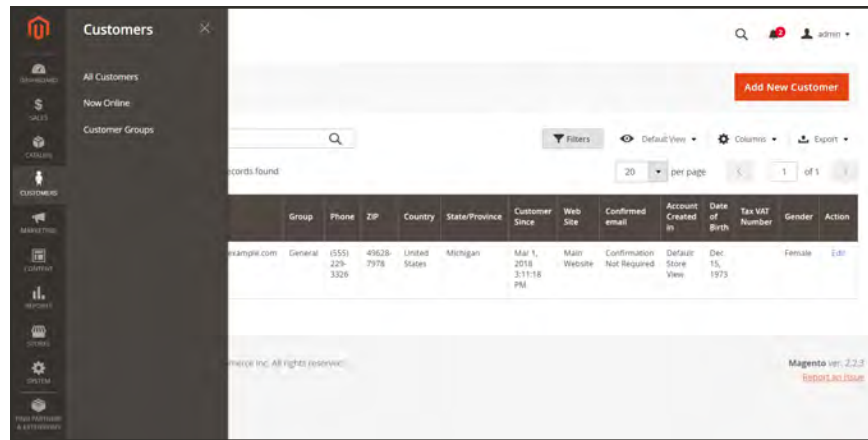 Customers
All Customers
Now Online
Customer Groups
DASHBOARD
$
SALES
CATALOG
CUSTOMERS
MARKETING
CONTENT
REPORTS
STORES
SYSTEM
FIND PARTNERS
& EXTENSIONS
2
admin
Add New Customer
Filters
Default View
Columns
Export
ecords found
20
per page
1
of 1
Group
Phone
ZIP
Country
State/Province
Customer
Since
Web
Site
Confirmed
email
Account
Created
in
Date
of
Birth
Tax VAT
Number
Gender
Action
example.com
General
(555)
229-
3326
49628-
7978
United
States
Michigan
Mar 1,
2018
3:11:18
PM
Main
Website
Confirmation
Not Required
Default
Store
View
Dec
15,
1973
Female
Edit
mmerce Inc. All rights reserved.
Magento ver. 2.2.3
Report an Issue